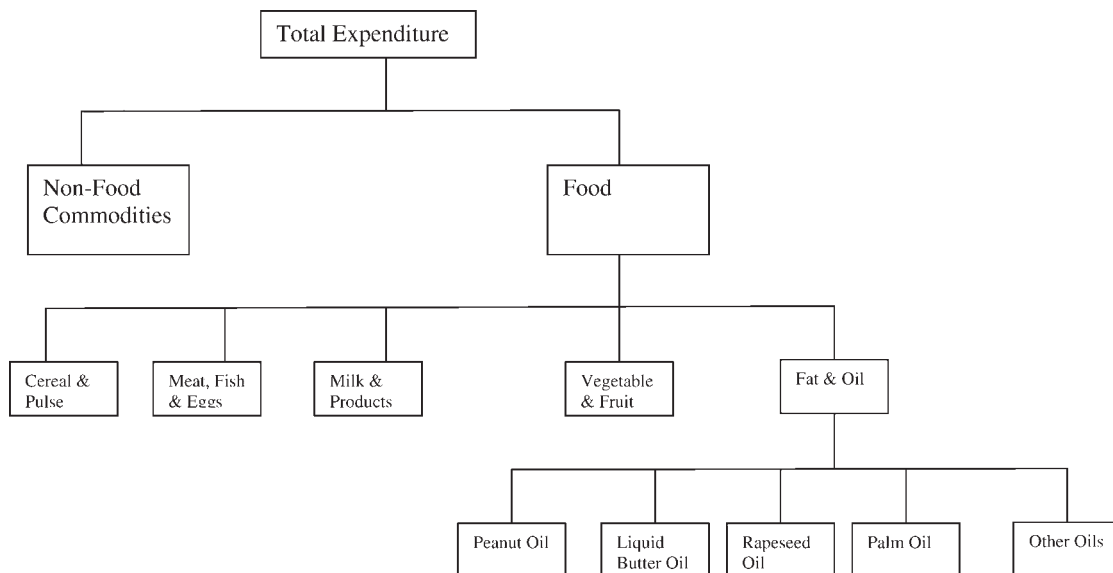 Total Expenditure
Non-Food
Commodities
Food
Cereal &
Pulse
Meat, Fish
& Eggs
Milk &
Products
Vegetable
& Fruit
Fat & Oil
Peanut Oil
Liquid
Butter Oil
Rapeseed
Oil
Palm Oil
Other Oils